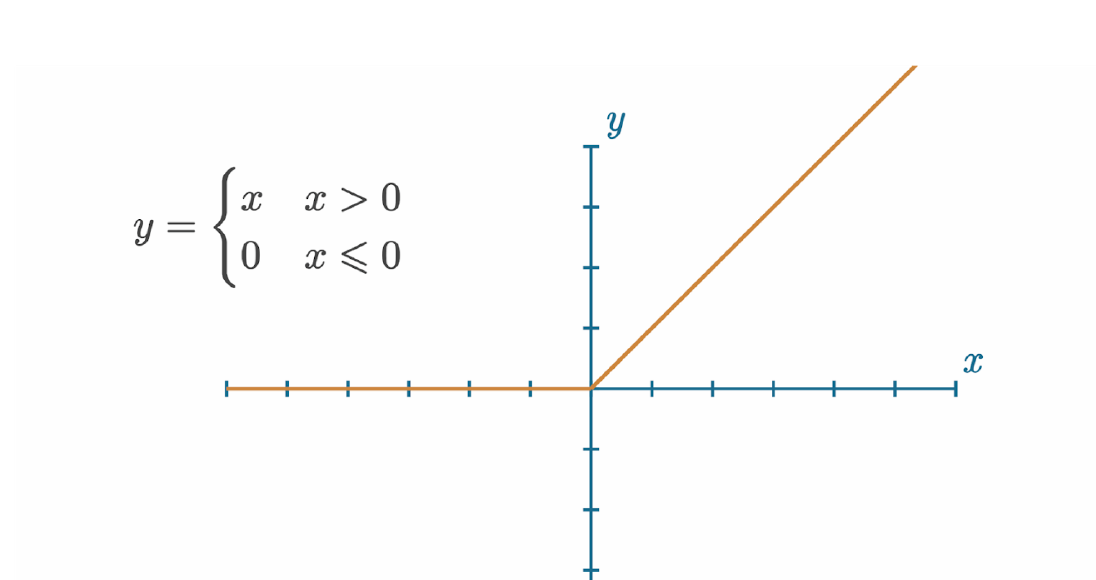 y
y = { x x > 0
0 x ⩽ 0
x